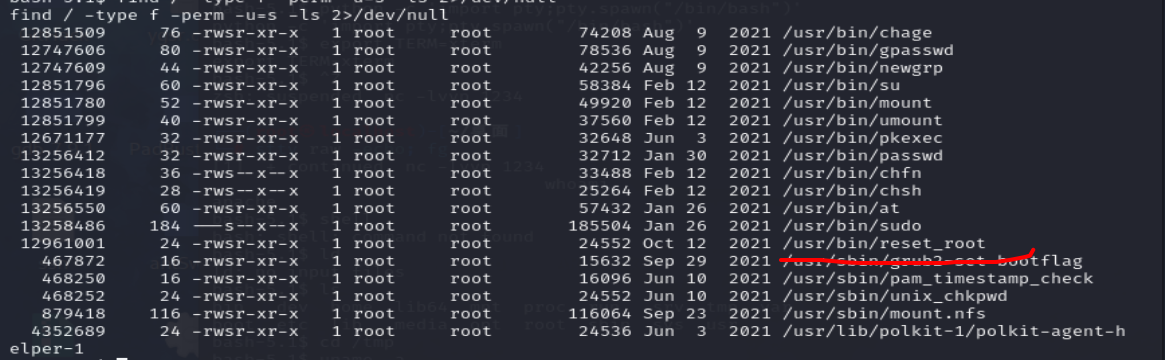 find / -type f -perm -u=s -ls 2>/dev/null
12851509 76 -rwsr-xr-x 1 root root 74208 Aug 9 2021 /usr/bin/chage
12747606 80 -rwsr-xr-x 1 root root 78536 Aug 9 2021 /usr/bin/gpasswd
12747609 44 -rwsr-xr-x 1 root root 42256 Aug 9 2021 /usr/bin/newgrp
12851796 60 -rwsr-xr-x 1 root root 58384 Feb 12 2021 /usr/bin/su
12851780 52 -rwsr-xr-x 1 root root 49920 Feb 12 2021 /usr/bin/mount
12851799 40 -rwsr-xr-x 1 root root 37560 Feb 12 2021 /usr/bin/umount
12671177 32 -rwsr-xr-x 1 root root 32648 Jun 3 2021 /usr/bin/pkexec
13256412 32 -rwsr-xr-x 1 root root 32712 Jan 30 2021 /usr/bin/passwd
13256418 36 -rws--x--x 1 root root 33488 Feb 12 2021 /usr/bin/chfn
13256419 28 -rws--x--x 1 root root 25264 Feb 12 2021 /usr/bin/chsh
13256550 60 -rwsr-xr-x 1 root root 57432 Jan 26 2021 /usr/bin/at
13258486 184 ---s--x--x 1 root root 185504 Jan 26 2021 /usr/bin/sudo
12961001 24 -rwsr-xr-x 1 root root 24552 Oct 12 2021 /usr/bin/reset_root
467872 16 -rwsr-xr-x 1 root root 15632 Sep 29 2021 /usr/sbin/grub2-set-bootflag
468250 16 -rwsr-xr-x 1 root root 16096 Jun 10 2021 /usr/sbin/pam_timestamp_check
468252 24 -rwsr-xr-x 1 root root 24552 Jun 10 2021 /usr/sbin/unix_chkpwd
879418 116 -rwsr-xr-x 1 root root 116064 Sep 23 2021 /usr/sbin/mount.nfs
4352689 24 -rwsr-xr-x 1 root root 24536 Jun 3 2021 /usr/lib/polkit-1/polkit-agent-h
elper-1